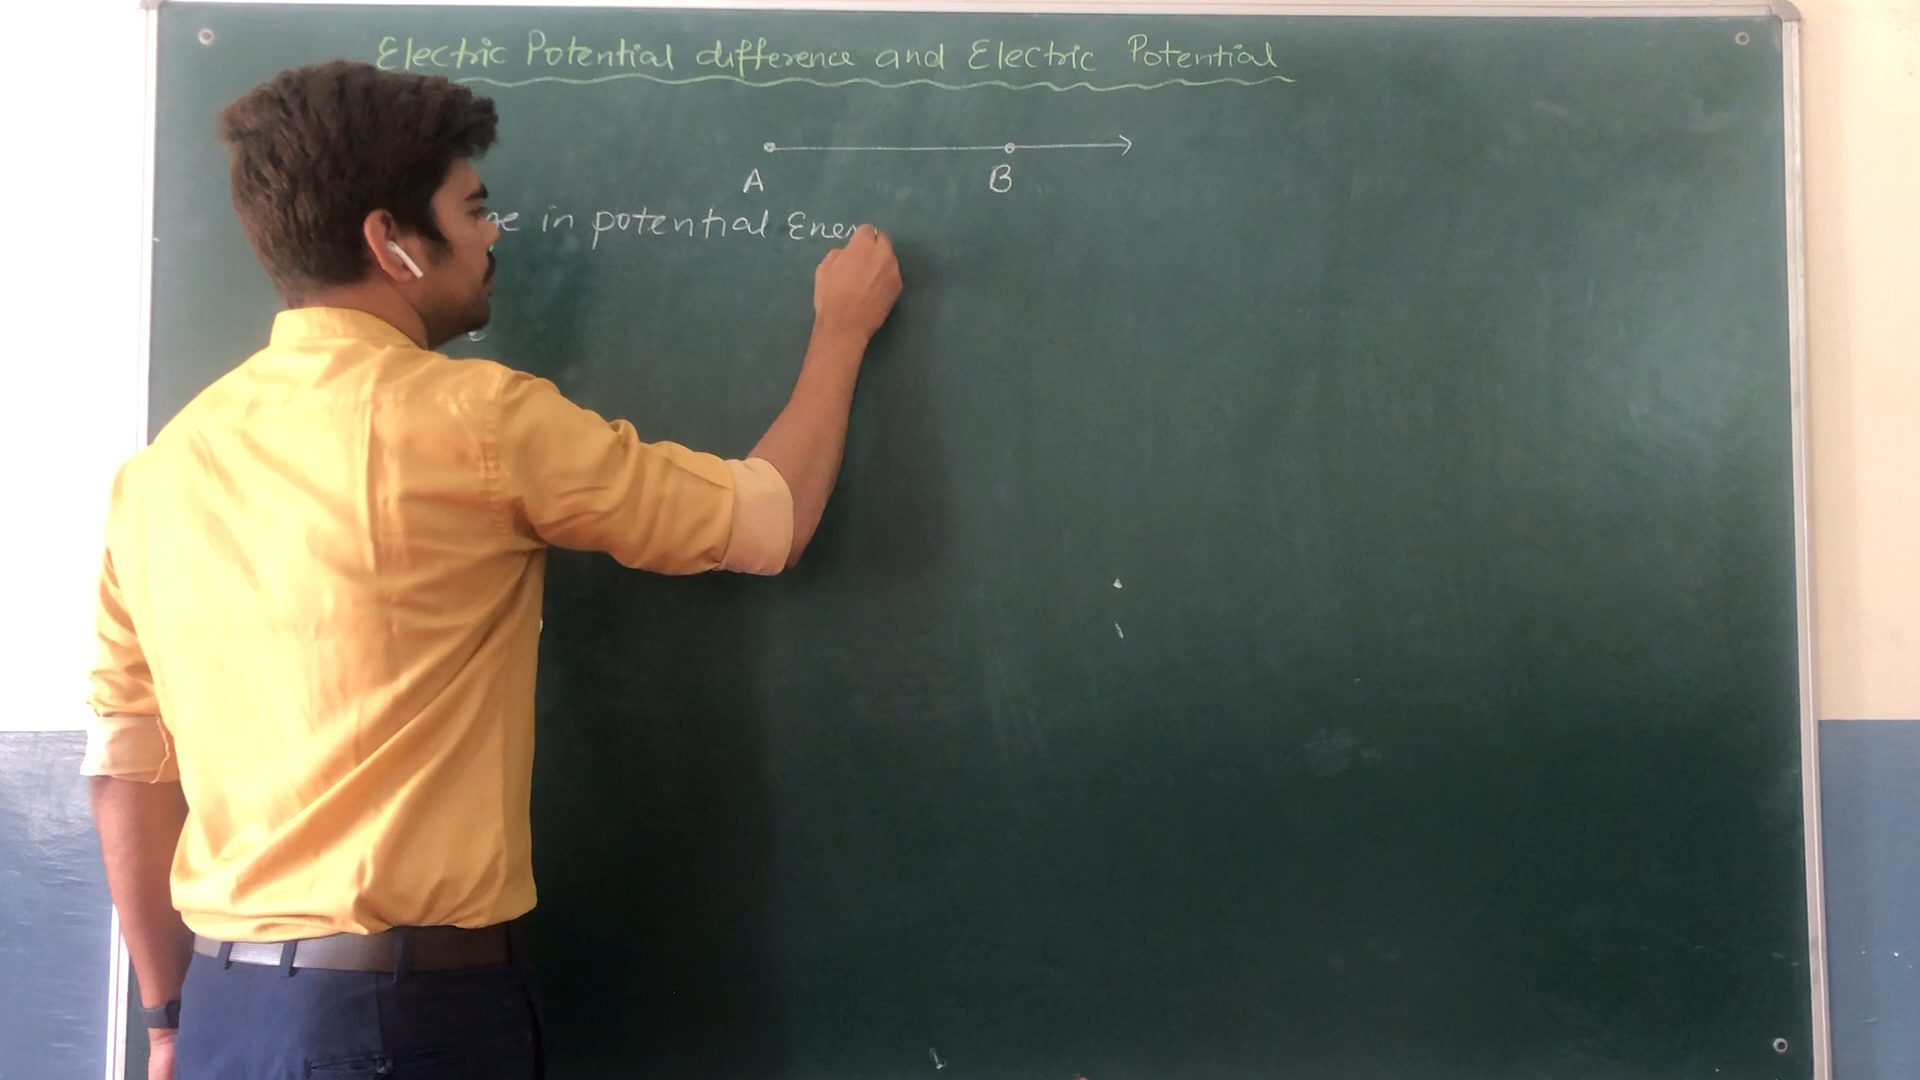 Electric Potential difference and Electric Potential
A B
in potential